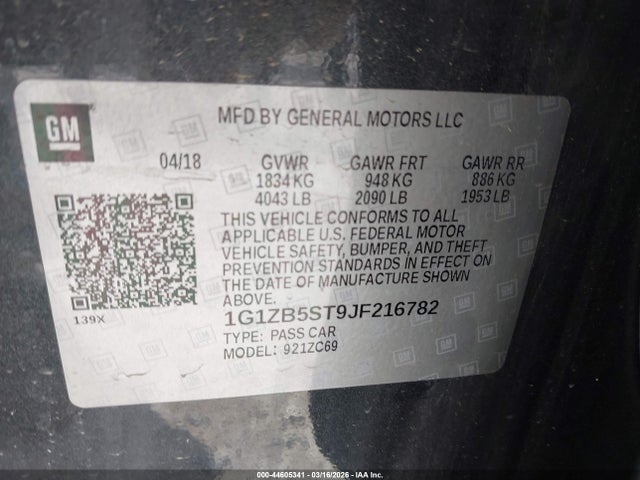 GM
MFD BY GENERAL MOTORS LLC
04/18 GVWR GAWR FRT GAWR RR
1834 KG 948 KG 886 KG
4043 LB 2090 LB 1953 LB
THIS VEHICLE CONFORMS TO ALL
APPLICABLE U.S. FEDERAL MOTOR
VEHICLE SAFETY, BUMPER, AND THEFT
PREVENTION STANDARDS IN EFFECT ON
THE DATE OF MANUFACTURE SHOWN
ABOVE.
139X
1G1ZB5ST9JF216782
TYPE: PASS CAR
MODEL: 921ZC69
000-44605341 | 03/16/2026 | IAA Inc.